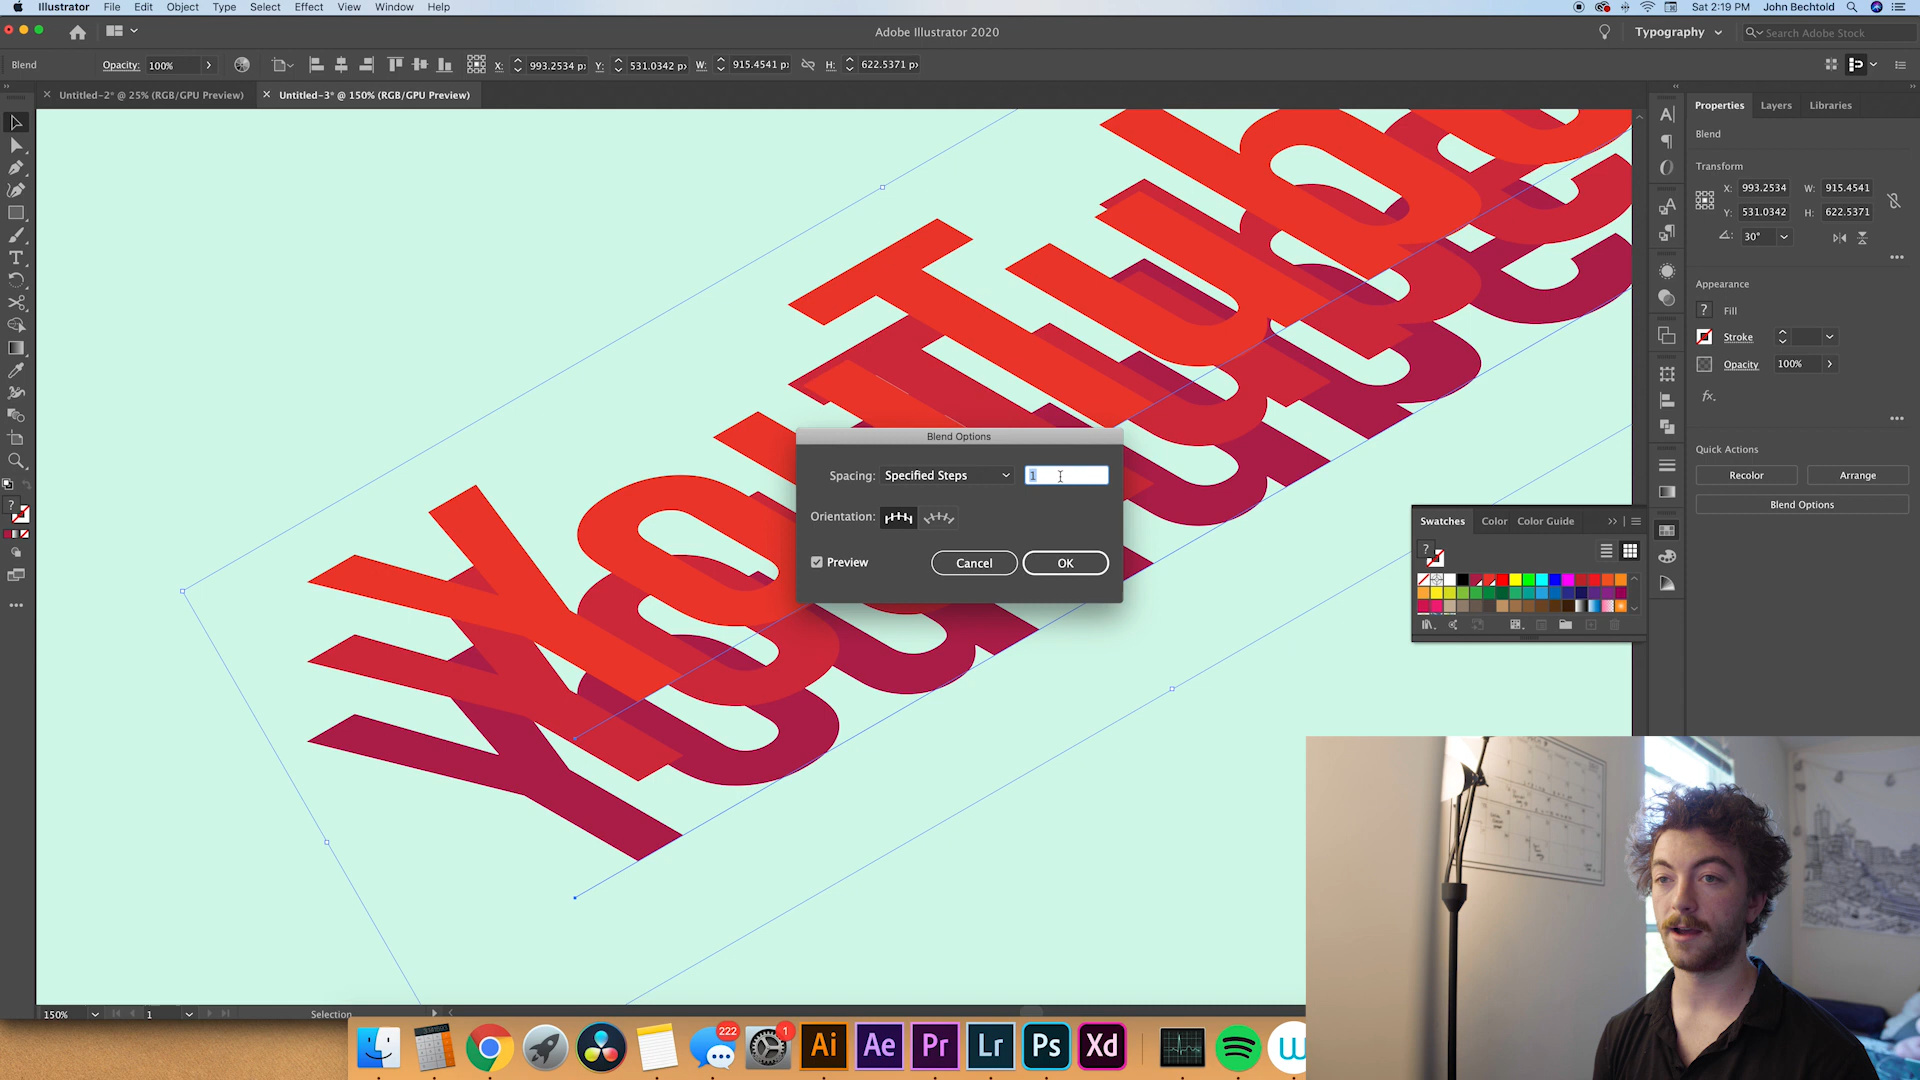 Illustrator File Edit Object Type Select Effect View Window Help
Sat 2:19 PM John Bechtold
Adobe Illustrator 2020
Typography
Search Adobe Stock
Blend
Opacity: 100%
X: 993.2534 p
Y: 531.0342 px
W: 915.4541 p
H: 622.5371 px
Untitled-2* @ 25% (RGB/GPU Preview)
Untitled-3* @ 150% (RGB/GPU Preview)
Properties Layers Libraries
Blend
Transform
X: 993.2534 W: 915.4541
Y: 531.0342 H: 622.5371
30°
Appearance
Fill
Stroke
Opacity 100%
fx.
Quick Actions
Recolor Arrange
Blend Options
YouTube
Blend Options
Spacing: Specified Steps 1
Orientation:
Preview Cancel OK
Swatches Color Color Guide
150% 1 Selection
222
1
Ai Ae Pr Lr Ps Xd